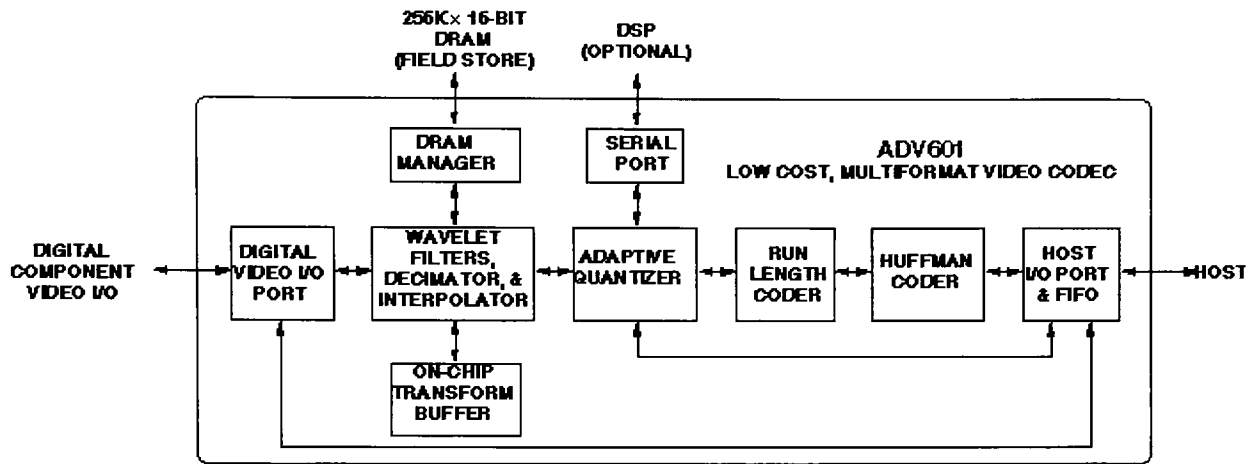 256K × 16-BIT
DRAM
(FIELD STORE)
DSP
(OPTIONAL)
DRAM
MANAGER
SERIAL
PORT
ADV601
LOW COST, MULTIFORMAT VIDEO CODEC
DIGITAL
COMPONENT
VIDEO I/O
DIGITAL
VIDEO I/O
PORT
WAVELET
FILTERS,
DECIMATOR, &
INTERPOLATOR
ADAPTIVE
QUANTIZER
RUN
LENGTH
CODER
HUFFMAN
CODER
HOST
I/O PORT
& FIFO
HOST
ON-CHIP
TRANSFORM
BUFFER